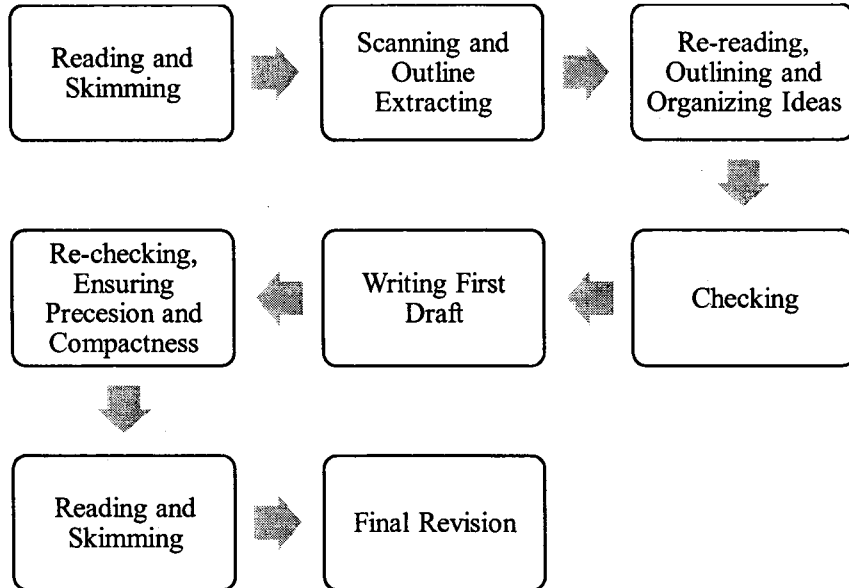 Reading and
Skimming
Scanning and
Outline
Extracting
Re-reading,
Outlining and
Organizing Ideas
Checking
Writing First
Draft
Re-checking,
Ensuring
Precesion and
Compactness
Reading and
Skimming
Final Revision